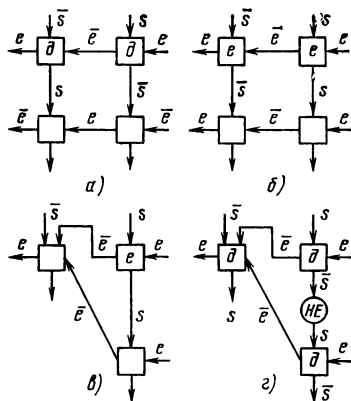 s̄ s s̄ s
e д ē д e e e ē e e
s s̄ s̄ s
ē e ē e ē e
а) б)
s̄ s s̄ s
e ē e e e д ē д e
s̄
НЕ
ē s ē s
e д e
s s̄
в) г)